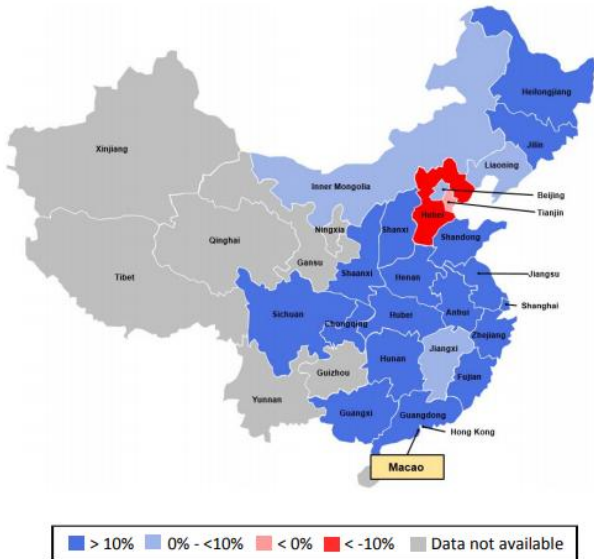 Heilongjiang
Jilin
Xinjiang
Liaoning
Inner Mongolia
Beijing
Tianjin
Hebei
Ningxia
Shanxi
Qinghai
Shandong
Gansu
Shaanxi
Henan
Jiangsu
Tibet
Shanghai
Sichuan
Hubei
Anhui
Chongqing
Zhejiang
Jiangxi
Hunan
Guizhou
Fujian
Yunnan
Guangxi
Guangdong
Hong Kong
Macao
> 10% 0% - <10% < 0% < -10% Data not available